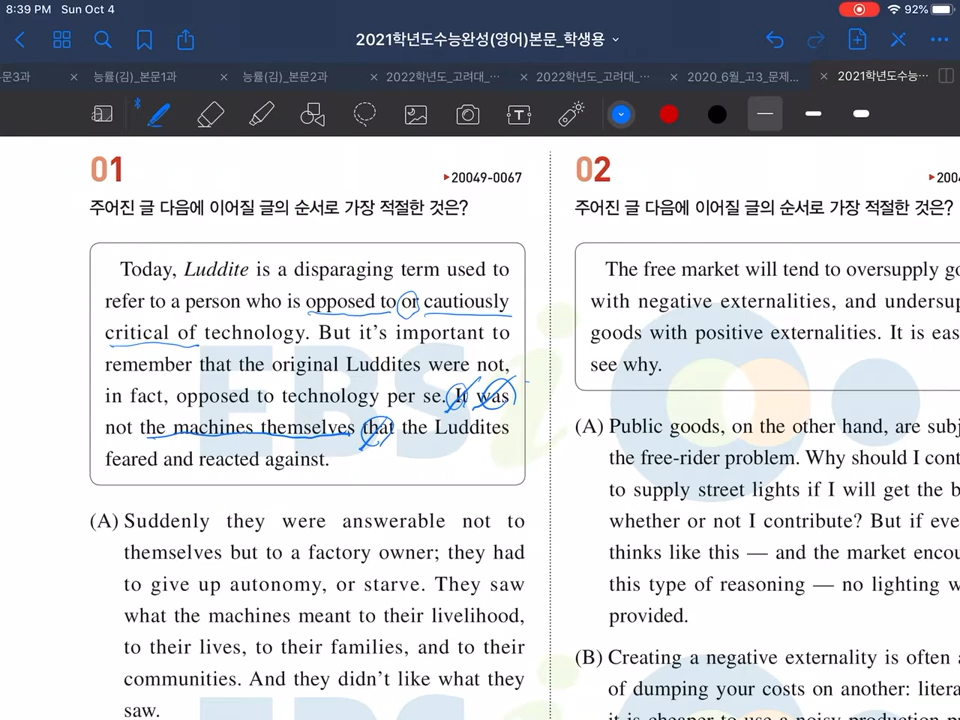 8:39 PM Sun Oct 4
92%
2021학년도수능완성(영어)본문_학생용
문3과
능률(김)_본문1과
능률(김)_본문2과
2022학년도_고려대_…
2022학년도_고려대_…
2020_6월_고3_문제…
2021학년도수능…
01
▸20049-0067
주어진 글 다음에 이어질 글의 순서로 가장 적절한 것은?
Today, Luddite is a disparaging term used to
refer to a person who is opposed to or cautiously
critical of technology. But it's important to
remember that the original Luddites were not,
in fact, opposed to technology per se. It was
not the machines themselves that the Luddites
feared and reacted against.
(A) Suddenly they were answerable not to
themselves but to a factory owner; they had
to give up autonomy, or starve. They saw
what the machines meant to their livelihood,
to their lives, to their families, and to their
communities. And they didn't like what they
saw.
02
▸2004
주어진 글 다음에 이어질 글의 순서로 가장 적절한 것은?
The free market will tend to oversupply go
with negative externalities, and undersup
goods with positive externalities. It is eas
see why.
(A) Public goods, on the other hand, are subj
the free-rider problem. Why should I cont
to supply street lights if I will get the b
whether or not I contribute? But if eve
thinks like this — and the market encou
this type of reasoning — no lighting w
provided.
(B) Creating a negative externality is often a
of dumping your costs on another: litera
it is cheaper to use a noisy production p
EBSi